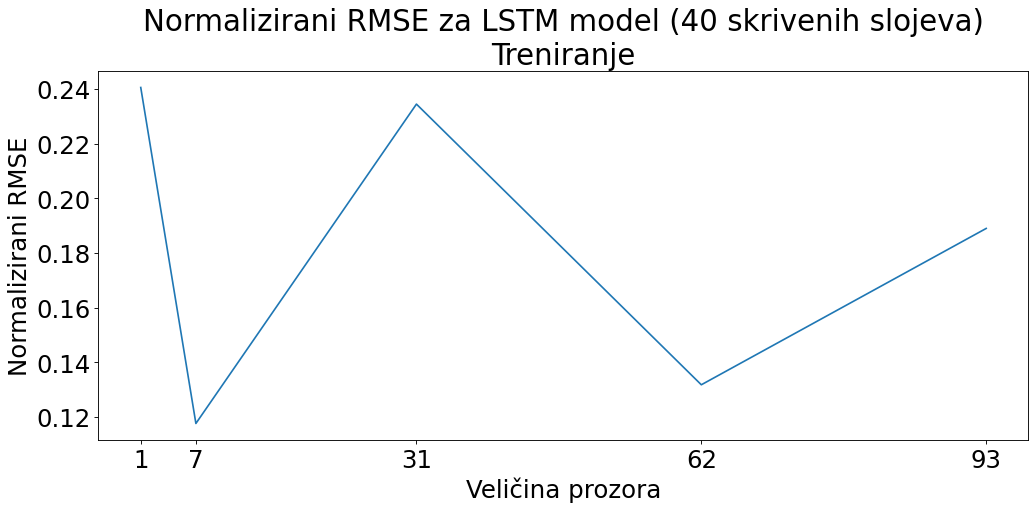 Normalizirani RMSE za LSTM model (40 skrivenih slojeva)
Treniranje
Normalizirani RMSE
0.24
0.22
0.20
0.18
0.16
0.14
0.12
1 7 31 62 93
Veličina prozora